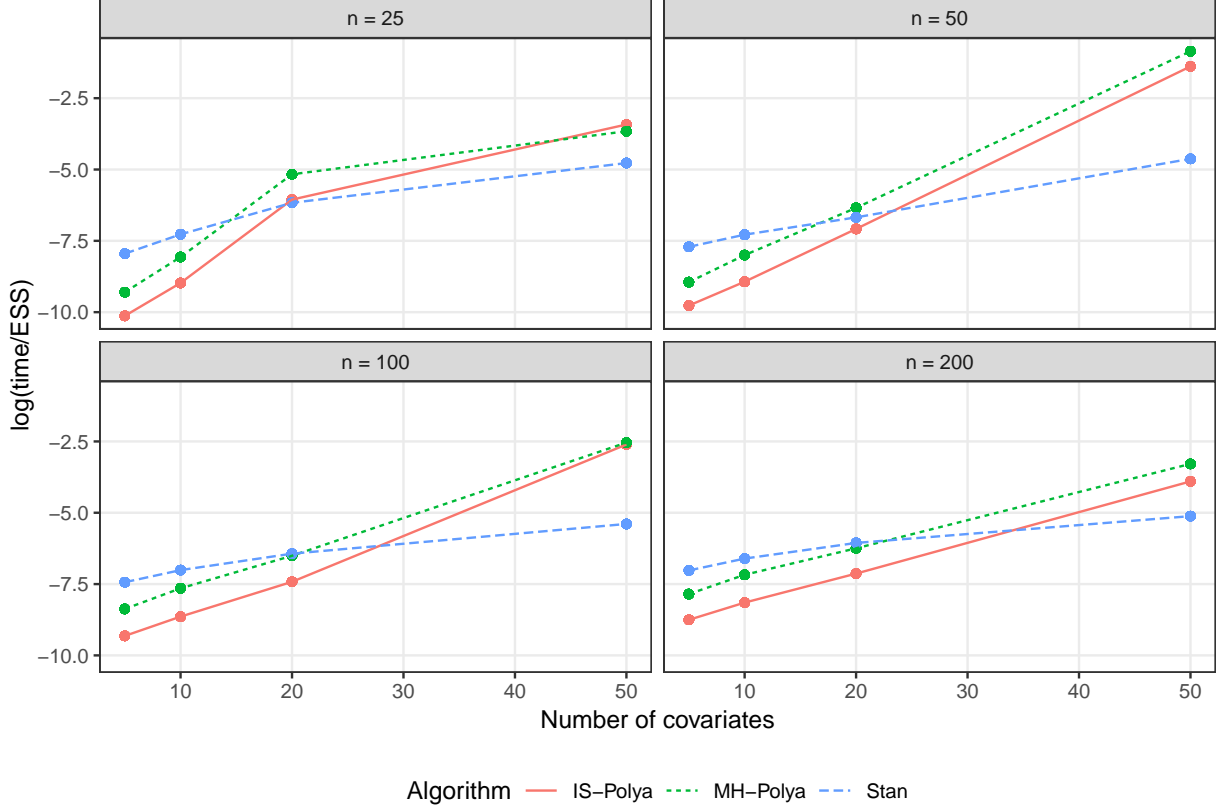 n = 25
n = 50
−2.5
−5.0
−7.5
−10.0
n = 100
n = 200
−2.5
−5.0
−7.5
−10.0
log(time/ESS)
10 20 30 40 50
10 20 30 40 50
Number of covariates
Algorithm IS−Polya MH−Polya Stan